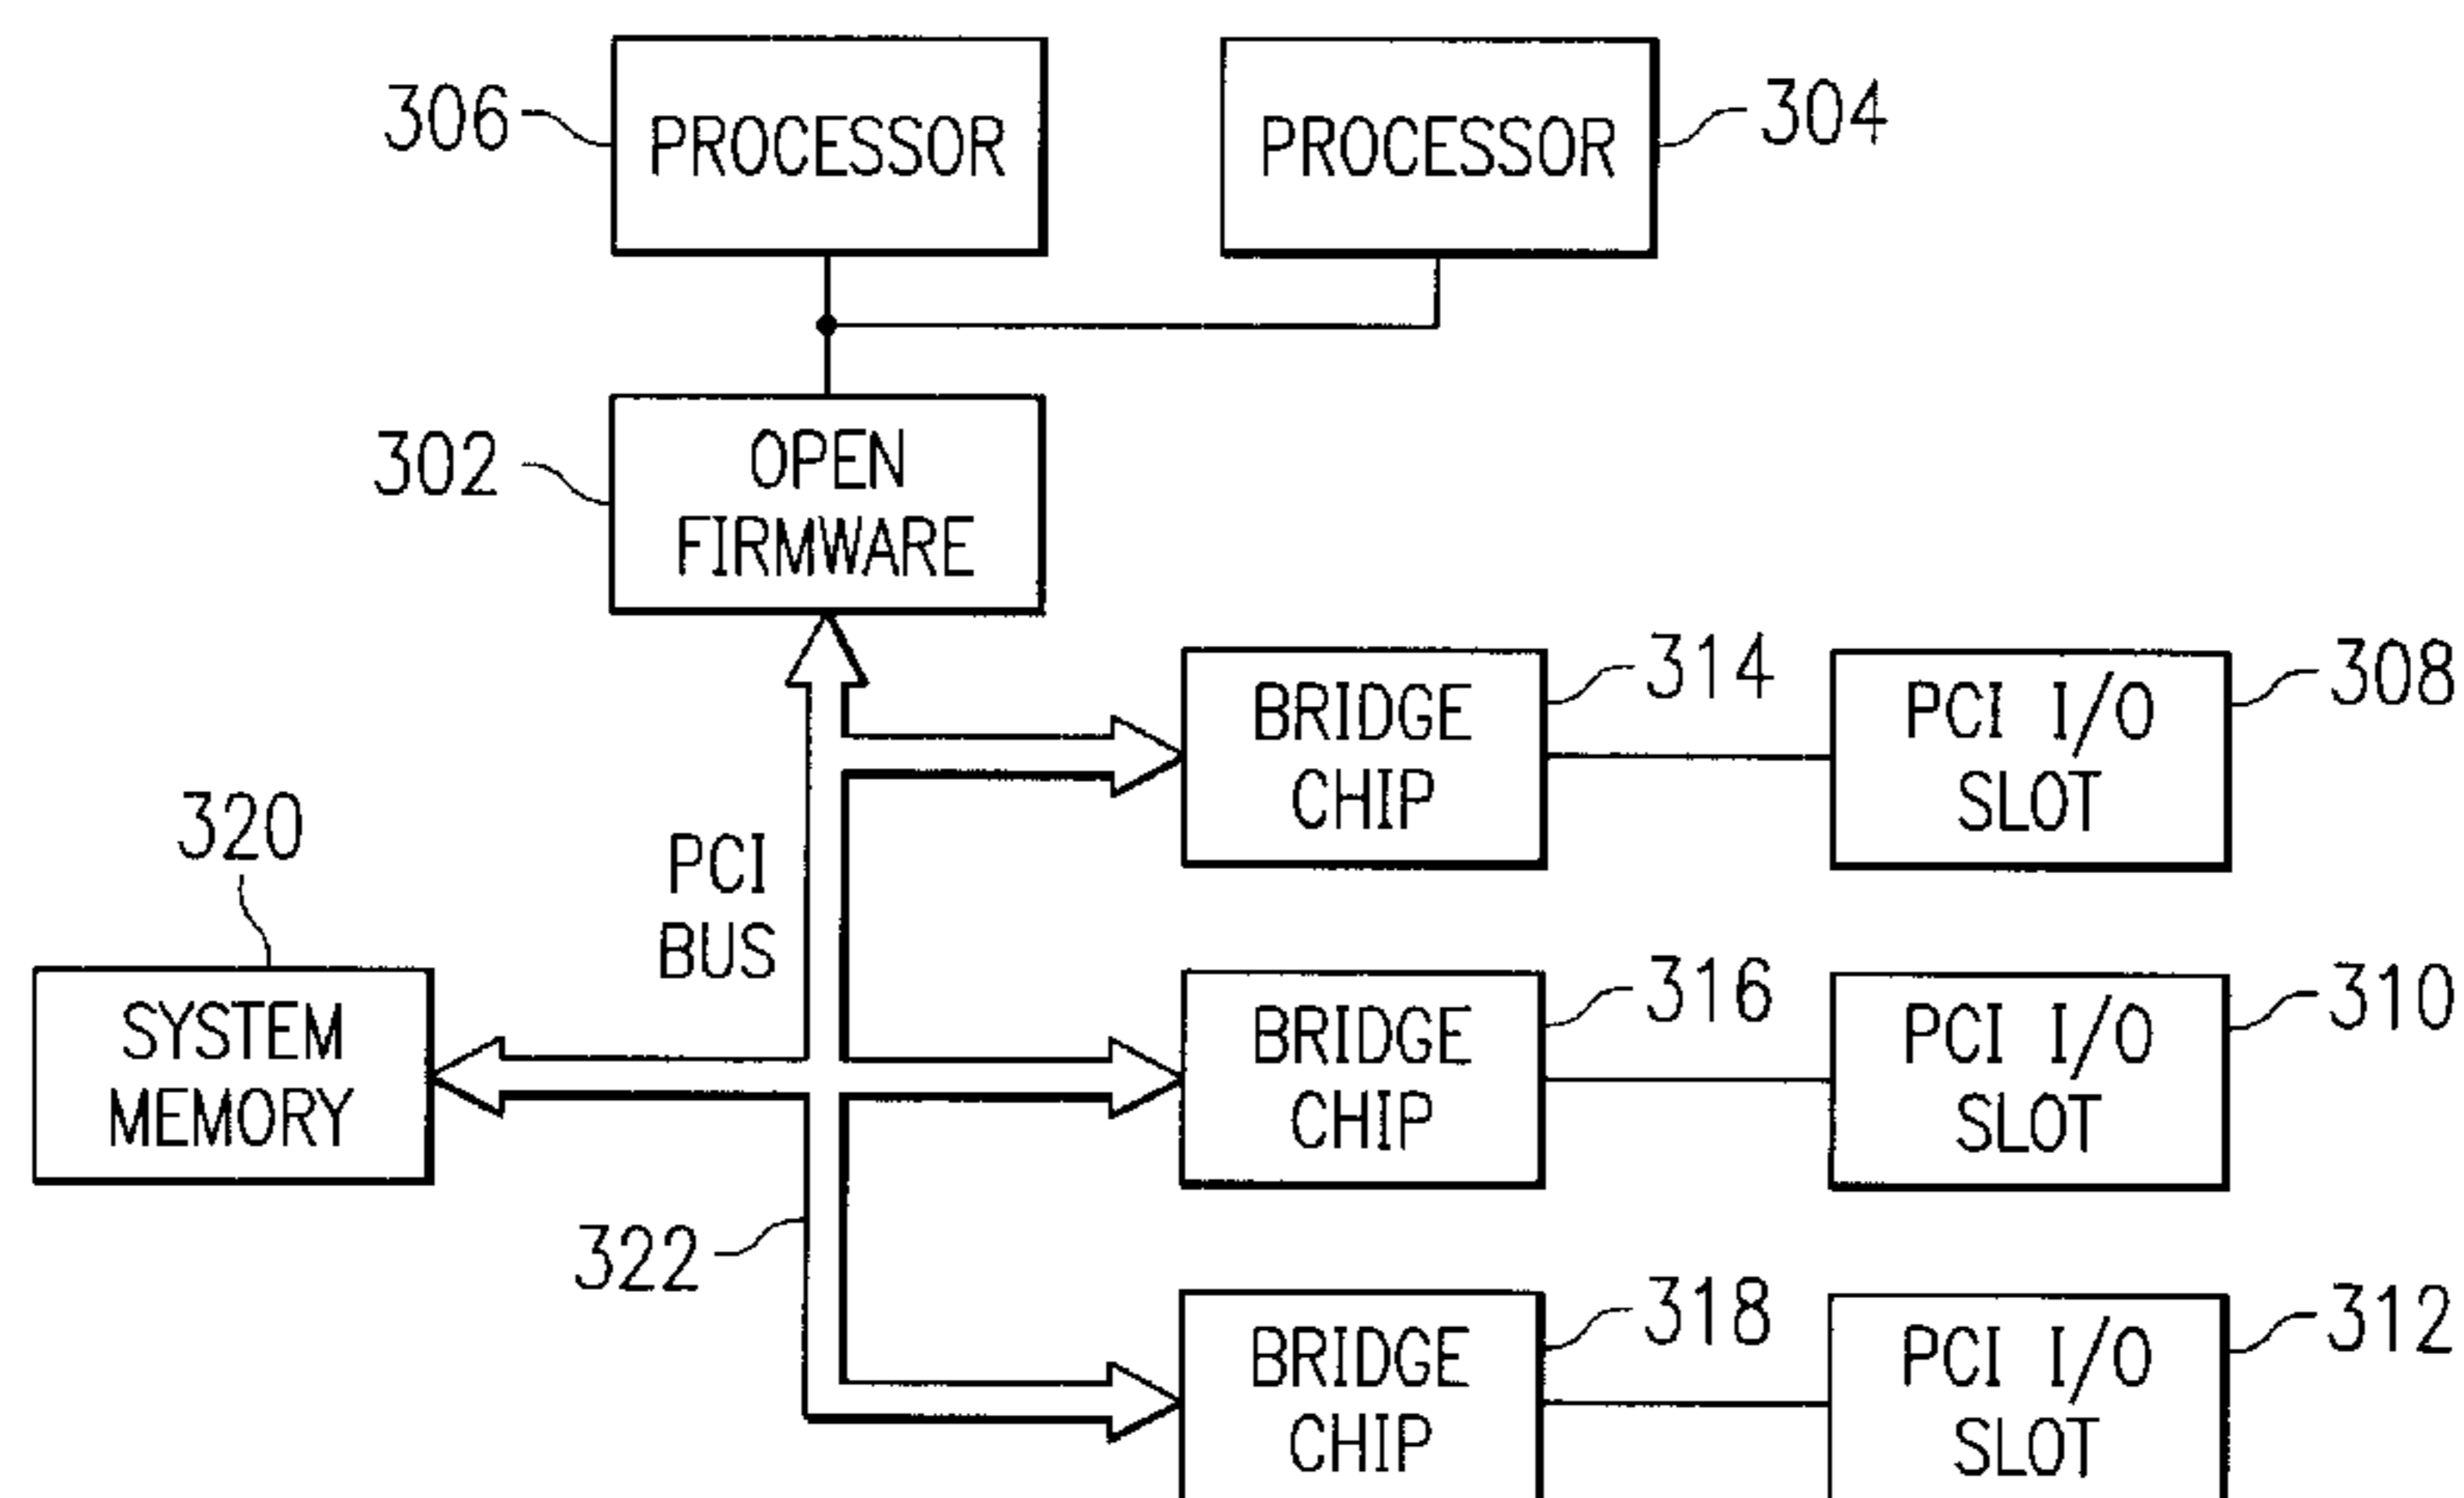 306
PROCESSOR
PROCESSOR
304
302
OPEN
FIRMWARE
314
BRIDGE
CHIP
308
PCI I/O
SLOT
320
PCI
BUS
SYSTEM
MEMORY
316
BRIDGE
CHIP
310
PCI I/O
SLOT
322
318
BRIDGE
CHIP
312
PCI I/O
SLOT